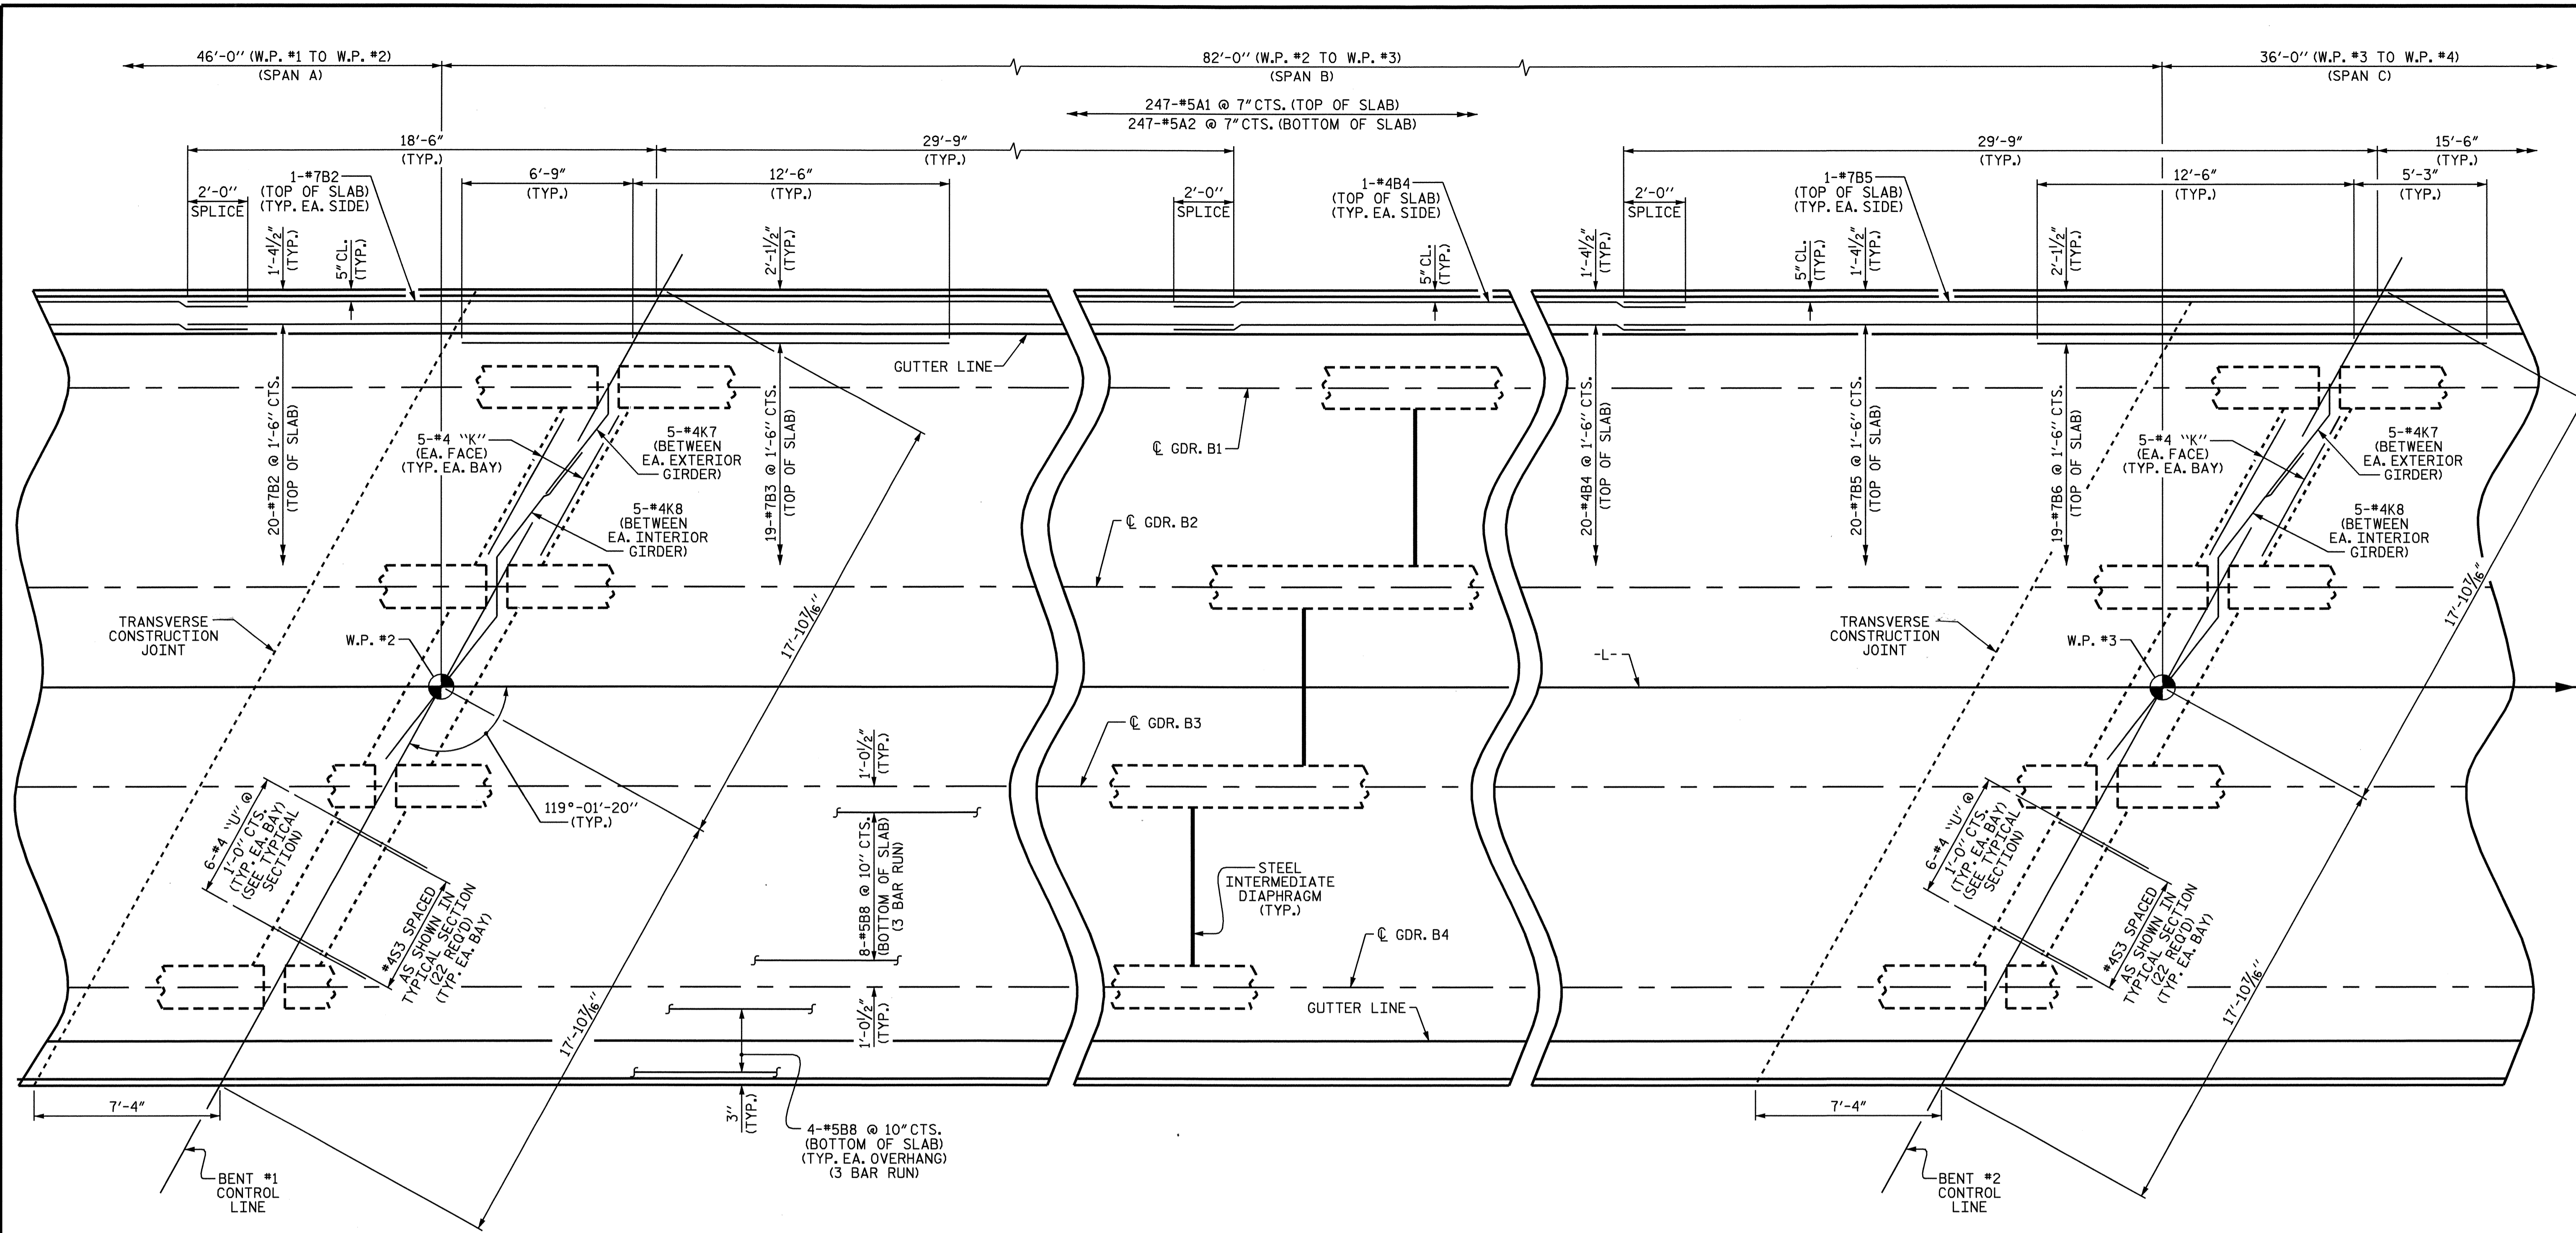 46'-0" (W.P. #1 TO W.P. #2)
(SPAN A)
82'-0" (W.P. #2 TO W.P. #3)
(SPAN B)
36'-0" (W.P. #3 TO W.P. #4)
(SPAN C)
247-#5A1 @ 7" CTS. (TOP OF SLAB)
247-#5A2 @ 7" CTS. (BOTTOM OF SLAB)
18'-6"
(TYP.)
29'-9"
(TYP.)
29'-9"
(TYP.)
15'-6"
(TYP.)
1-#7B2
(TOP OF SLAB)
(TYP. EA. SIDE)
6'-9"
(TYP.)
12'-6"
(TYP.)
1-#4B4
(TOP OF SLAB)
(TYP. EA. SIDE)
1-#7B5
(TOP OF SLAB)
(TYP. EA. SIDE)
12'-6"
(TYP.)
5'-3"
(TYP.)
2'-0"
SPLICE
2'-0"
SPLICE
2'-0"
SPLICE
1'-4½"
(TYP.)
5" CL.
(TYP.)
2'-1½"
(TYP.)
5" CL.
(TYP.)
1'-4½"
(TYP.)
5" CL.
(TYP.)
1'-4½"
(TYP.)
2'-1½"
(TYP.)
GUTTER LINE
20-#7B2 @ 1'-6" CTS.
(TOP OF SLAB)
5-#4 "K"
(EA. FACE)
(TYP. EA. BAY)
5-#4K7
(BETWEEN
EA. EXTERIOR
GIRDER)
5-#4K8
(BETWEEN
EA. INTERIOR
GIRDER)
19-#7B3 @ 1'-6" CTS.
(TOP OF SLAB)
℄ GDR. B1
℄ GDR. B2
20-#4B4 @ 1'-6" CTS.
(TOP OF SLAB)
20-#7B5 @ 1'-6" CTS.
(TOP OF SLAB)
19-#7B6 @ 1'-6" CTS.
(TOP OF SLAB)
5-#4 "K"
(EA. FACE)
(TYP. EA. BAY)
5-#4K7
(BETWEEN
EA. EXTERIOR
GIRDER)
5-#4K8
(BETWEEN
EA. INTERIOR
GIRDER)
TRANSVERSE
CONSTRUCTION
JOINT
W.P. #2
17'-10⁷⁄₁₆"
-L-
TRANSVERSE
CONSTRUCTION
JOINT
W.P. #3
17'-10⁷⁄₁₆"
℄ GDR. B3
1'-0½"
(TYP.)
119°-01'-20"
(TYP.)
6-#4 "U" @
1'-0" CTS.
(TYP. EA. BAY)
(SEE TYPICAL
SECTION)
#4S3 SPACED
AS SHOWN IN
TYPICAL SECTION
(22 REQ'D)
(TYP. EA. BAY)
8-#5B8 @ 10" CTS.
(BOTTOM OF SLAB)
(3 BAR RUN)
STEEL
INTERMEDIATE
DIAPHRAGM
(TYP.)
℄ GDR. B4
6-#4 "U" @
1'-0" CTS.
(TYP. EA. BAY)
(SEE TYPICAL
SECTION)
#4S3 SPACED
AS SHOWN IN
TYPICAL SECTION
(22 REQ'D)
(TYP. EA. BAY)
17'-10⁷⁄₁₆"
1'-0½"
(TYP.)
GUTTER LINE
17'-10⁷⁄₁₆"
7'-4"
3"
(TYP.)
7'-4"
4-#5B8 @ 10" CTS.
(BOTTOM OF SLAB)
(TYP. EA. OVERHANG)
(3 BAR RUN)
BENT #1
CONTROL
LINE
BENT #2
CONTROL
LINE